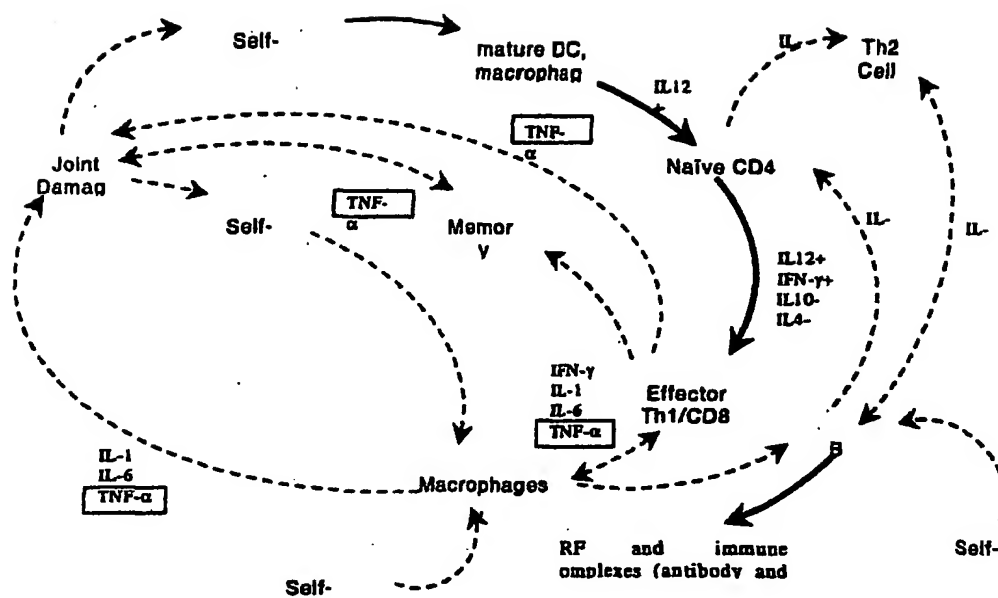 Self-
mature DC,
macrophag
IL-
Th2
Cell
IL12
+
TNF-
α
Joint
Damag
Naïve CD4
TNF-
α
Self-
Memor
y
IL-
IL-
IL12+
IFN-γ+
IL10-
IL4-
IFN-γ
IL-1
IL-6
TNF-α
Effector
Th1/CD8
B
IL-1
IL-6
TNF-α
Macrophages
RF and immune
omplexes (antibody and
Self-
Self-